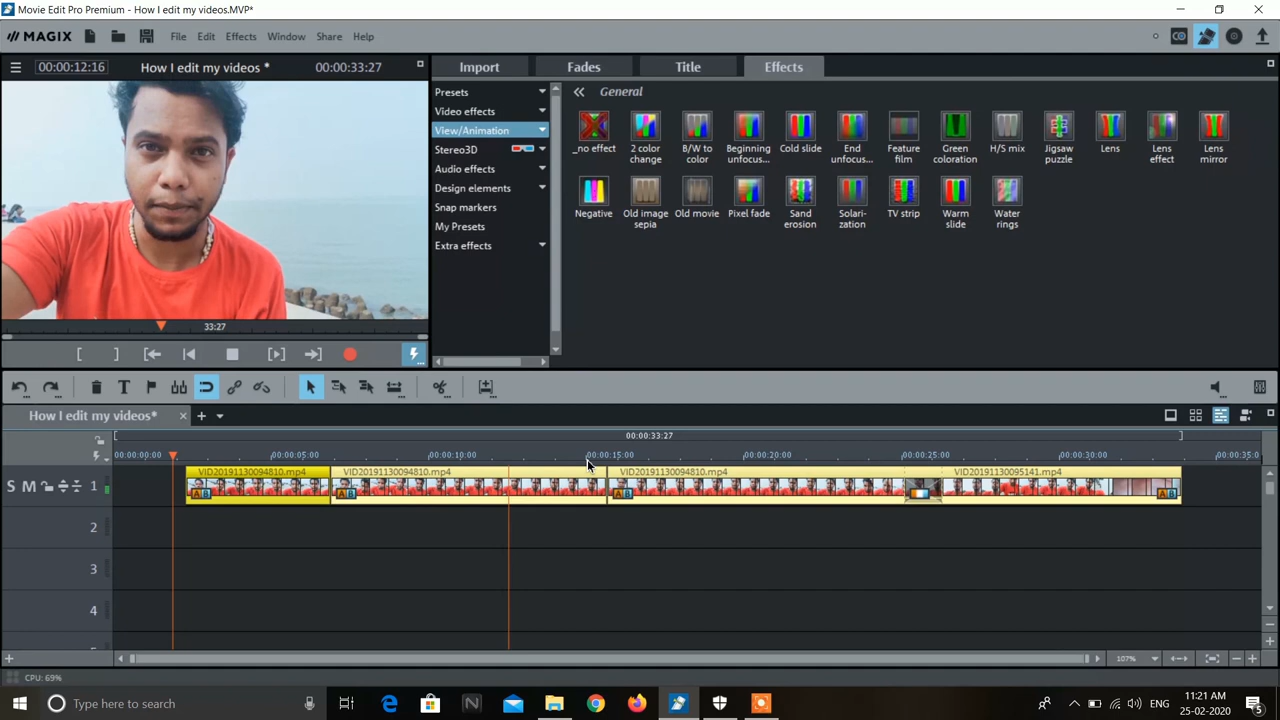 Movie Edit Pro Premium - How I edit my videos.MVP*
MAGIX File Edit Effects Window Share Help
00:00:12:16 How I edit my videos * 00:00:33:27
Import Fades Title Effects
Presets
Video effects
View/Animation
Stereo3D
Audio effects
Design elements
Snap markers
My Presets
Extra effects
General
_no effect
2 color
change
B/W to
color
Beginning
unfocus...
Cold slide
End
unfocus...
Feature
film
Green
coloration
H/S mix
Jigsaw
puzzle
Lens
Lens
effect
Lens
mirror
Negative
Old image
sepia
Old movie
Pixel fade
Sand
erosion
Solari-
zation
TV strip
Warm
slide
Water
rings
33:27
How I edit my videos*
00:00:33:27
00:00:00:00 00:00:05:00 00:00:10:00 00:00:15:00 00:00:20:00 00:00:25:00 00:00:30:00 00:00:35:0
VID20191130094810.mp4 VID20191130094810.mp4 VID20191130094810.mp4 VID20191130095141.mp4
S M 1
2
3
4
107%
CPU: 69%
Type here to search
ENG
11:21 AM
25-02-2020
5